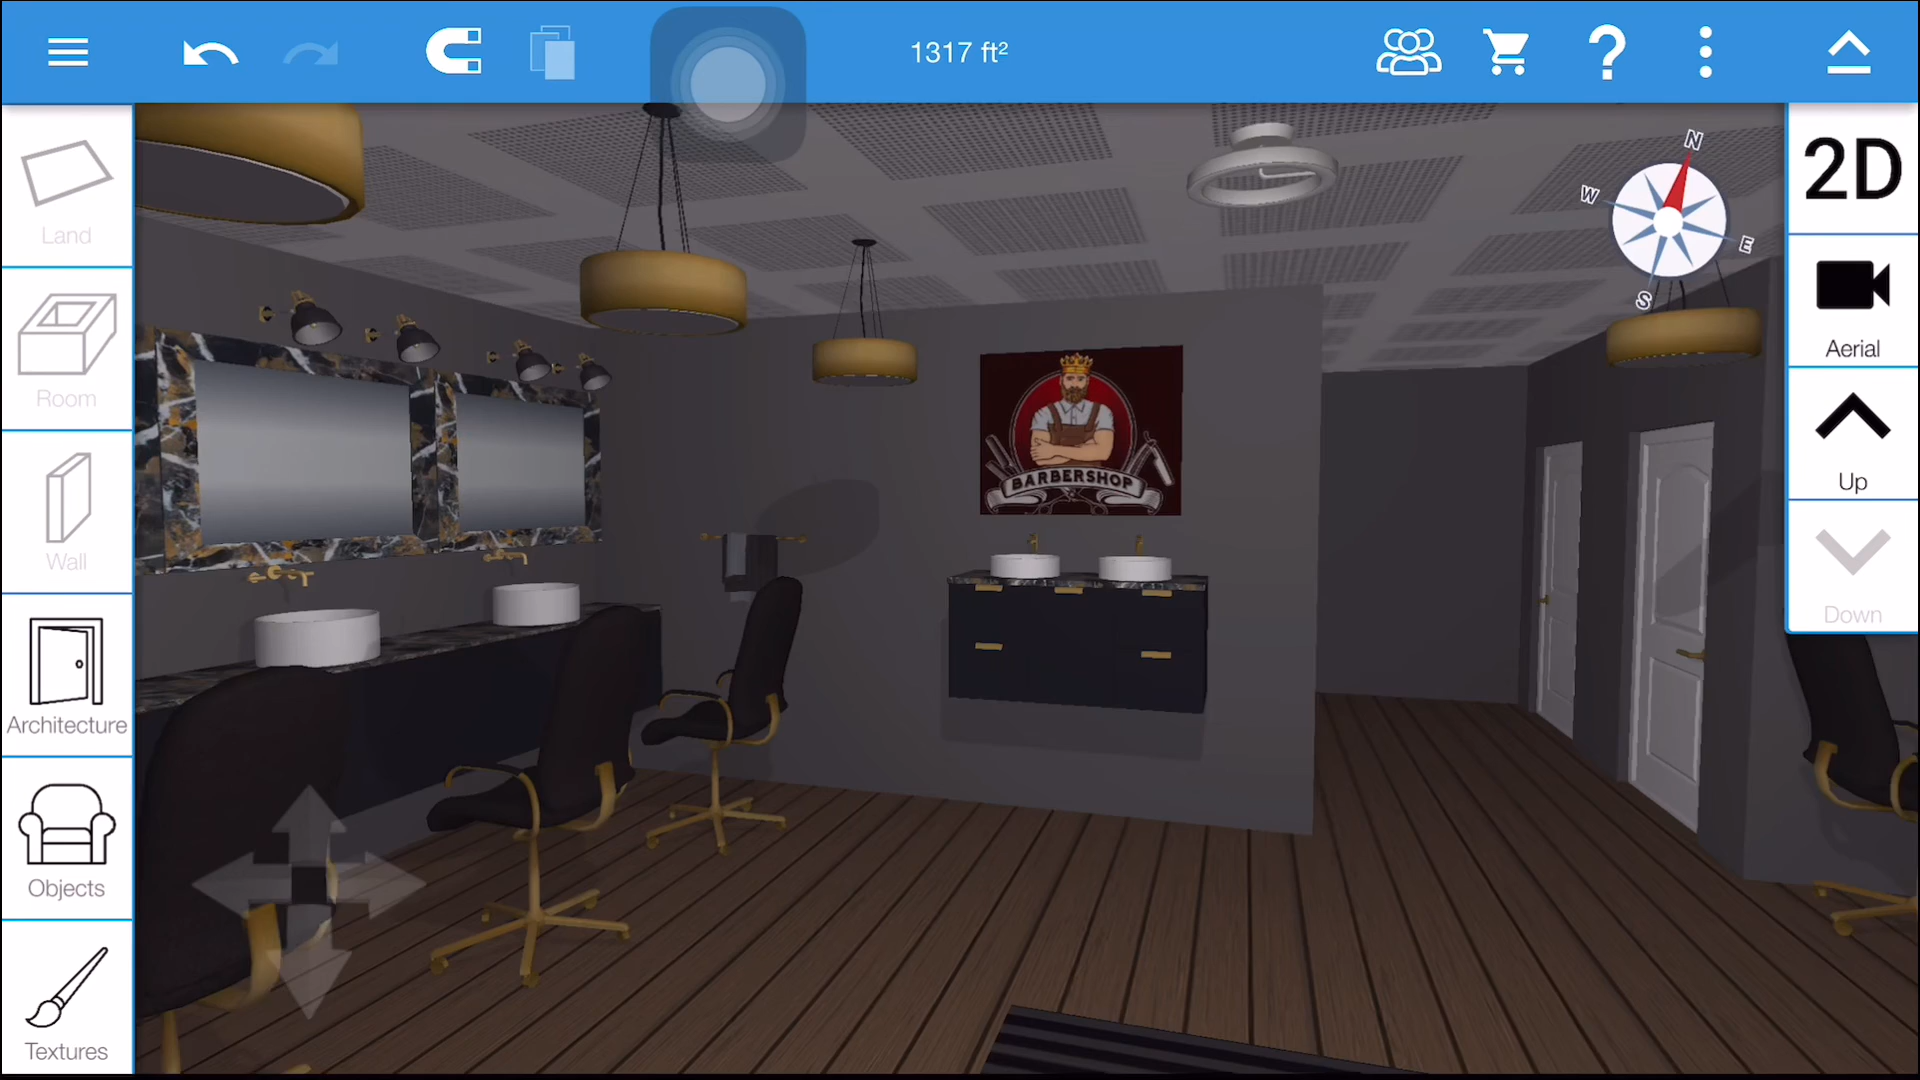 1317 ft²
Land
Room
Wall
Architecture
Objects
Textures
N
W
E
S
BARBERSHOP
2D
Aerial
Up
Down